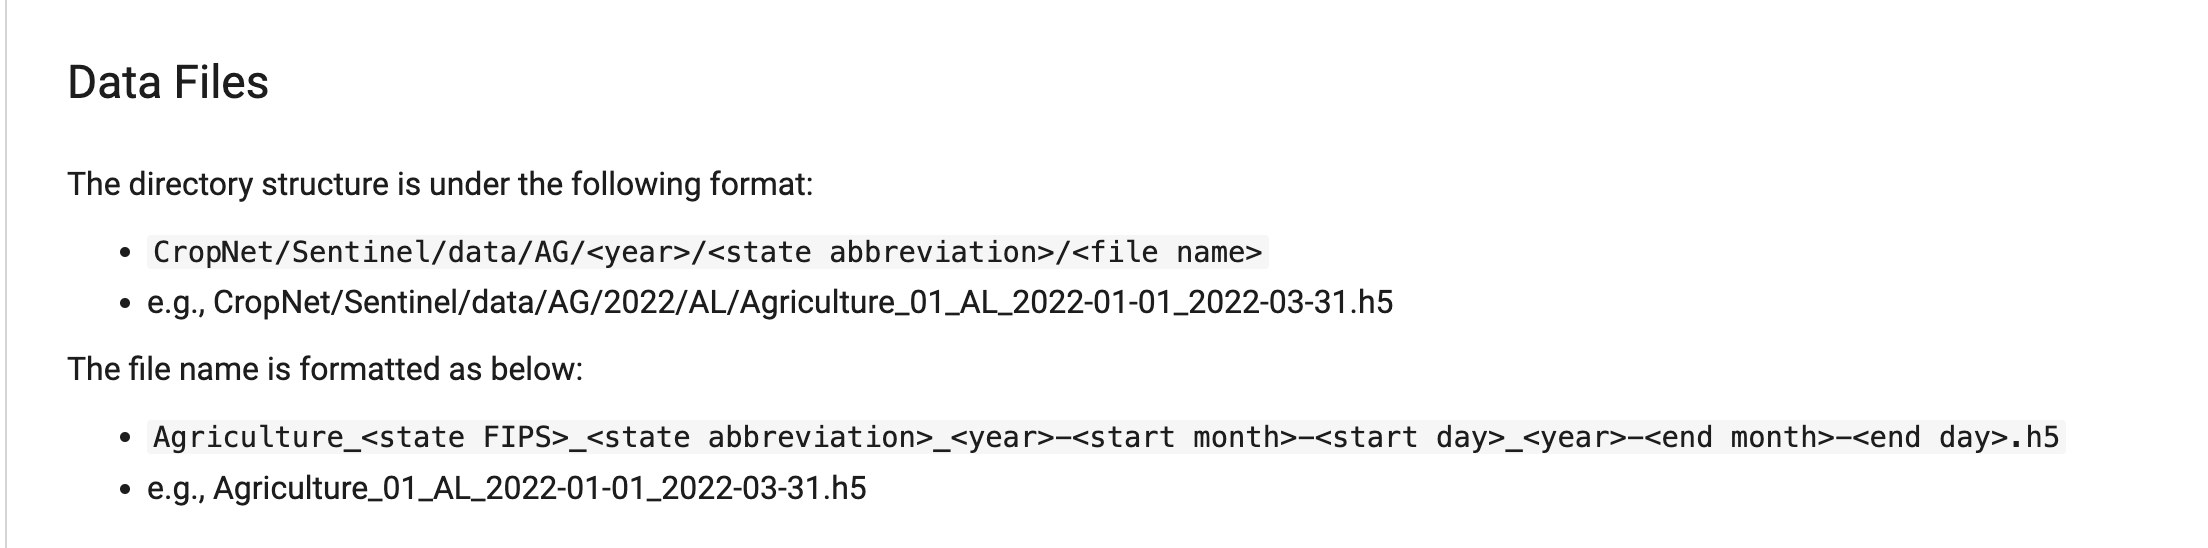 Data Files
The directory structure is under the following format:
• CropNet/Sentinel/data/AG/<year>/<state abbreviation>/<file name>
• e.g., CropNet/Sentinel/data/AG/2022/AL/Agriculture_01_AL_2022-01-01_2022-03-31.h5
The file name is formatted as below:
• Agriculture_<state FIPS>_<state abbreviation>_<year>-<start month>-<start day>_<year>-<end month>-<end day>.h5
• e.g., Agriculture_01_AL_2022-01-01_2022-03-31.h5